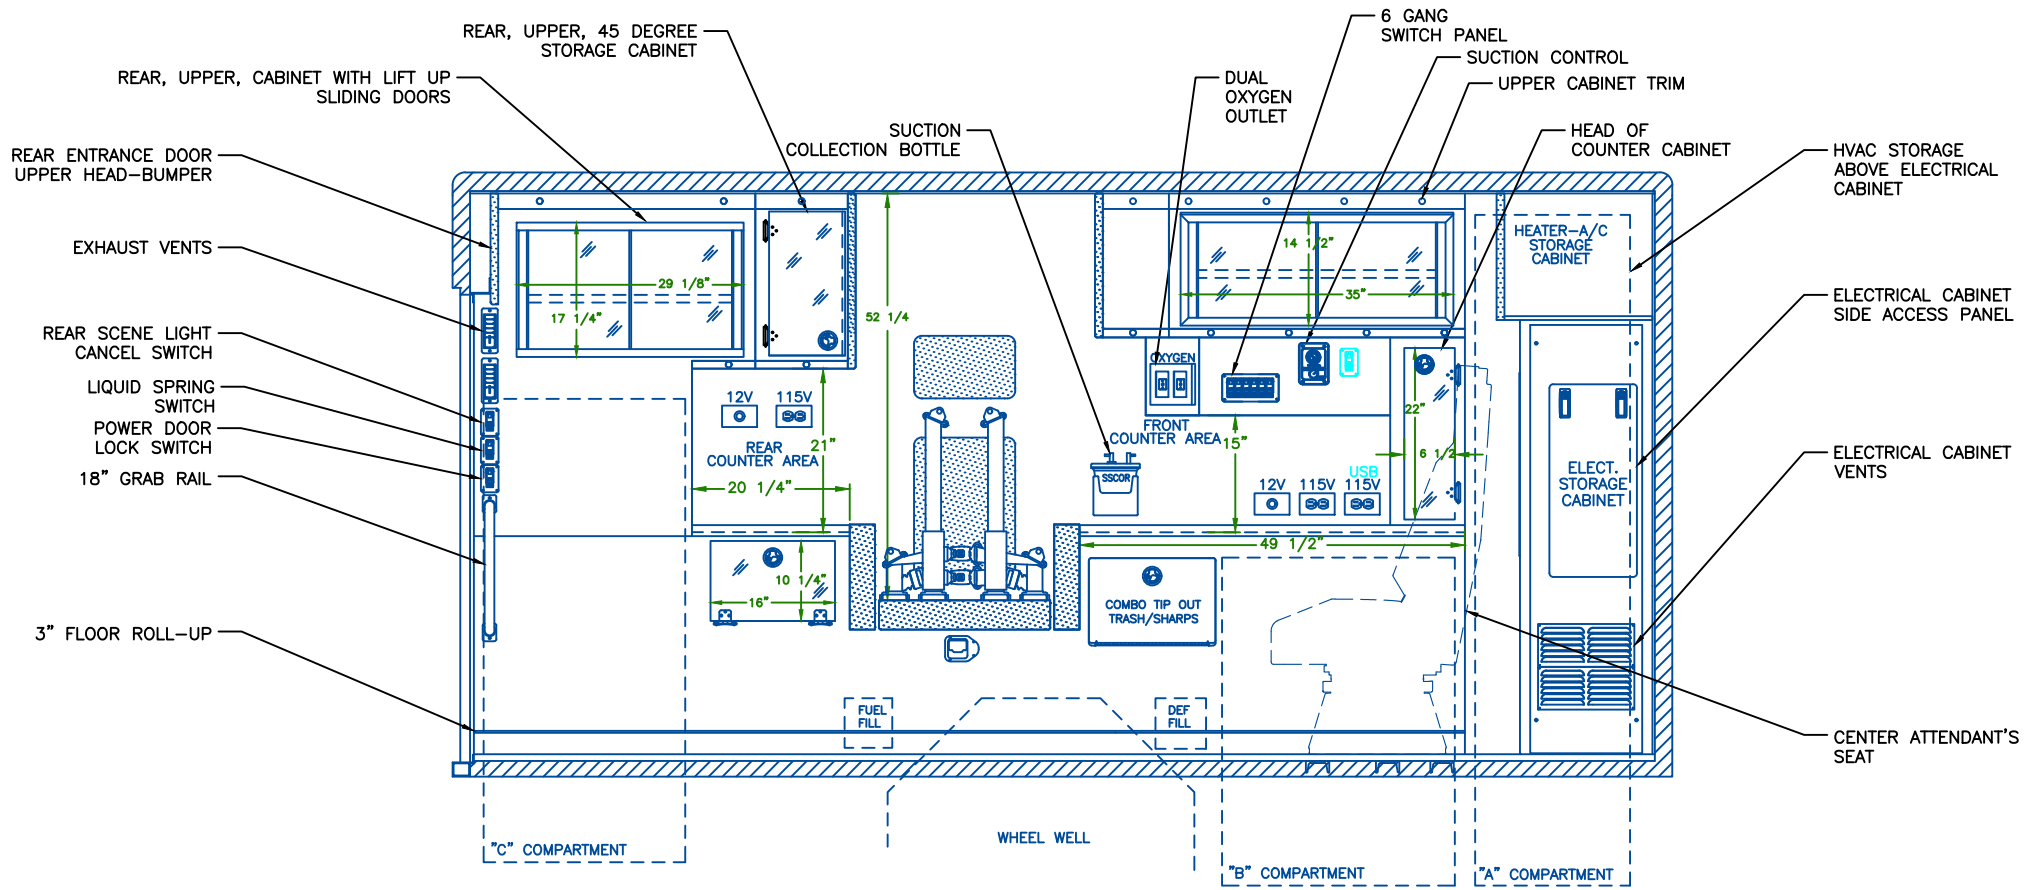 REAR, UPPER, 45 DEGREE
STORAGE CABINET
REAR, UPPER, CABINET WITH LIFT UP
SLIDING DOORS
REAR ENTRANCE DOOR
UPPER HEAD-BUMPER
EXHAUST VENTS
REAR SCENE LIGHT
CANCEL SWITCH
LIQUID SPRING
SWITCH
POWER DOOR
LOCK SWITCH
18" GRAB RAIL
3" FLOOR ROLL-UP
SUCTION
COLLECTION BOTTLE
DUAL
OXYGEN
OUTLET
6 GANG
SWITCH PANEL
SUCTION CONTROL
UPPER CABINET TRIM
HEAD OF
COUNTER CABINET
HVAC STORAGE
ABOVE ELECTRICAL
CABINET
ELECTRICAL CABINET
SIDE ACCESS PANEL
ELECTRICAL CABINET
VENTS
CENTER ATTENDANT'S
SEAT
29 1/8"
17 1/4"
52 1/4
12V
115V
REAR
COUNTER AREA
21"
20 1/4"
10 1/4"
16"
14 1/2"
35"
OXYGEN
FRONT
COUNTER AREA
15"
SSCOR
USB
12V
115V
115V
22"
6 1/2
49 1/2"
COMBO TIP OUT
TRASH/SHARPS
HEATER-A/C
STORAGE
CABINET
ELECT.
STORAGE
CABINET
FUEL
FILL
DEF
FILL
WHEEL WELL
"C" COMPARTMENT
"B" COMPARTMENT
"A" COMPARTMENT